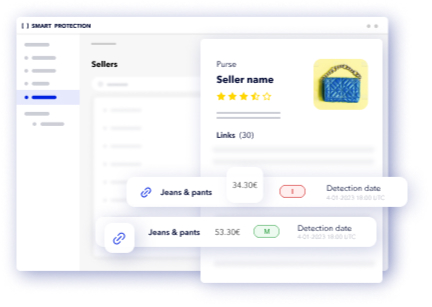 [ ] SMART PROTECTION
Sellers
Purse
Seller name
Links (30)
Jeans & pants 34.30€ I Detection date
4-01-2023 18:00 UTC
Jeans & pants 53.30€ M Detection date
4-01-2023 18:00 UTC